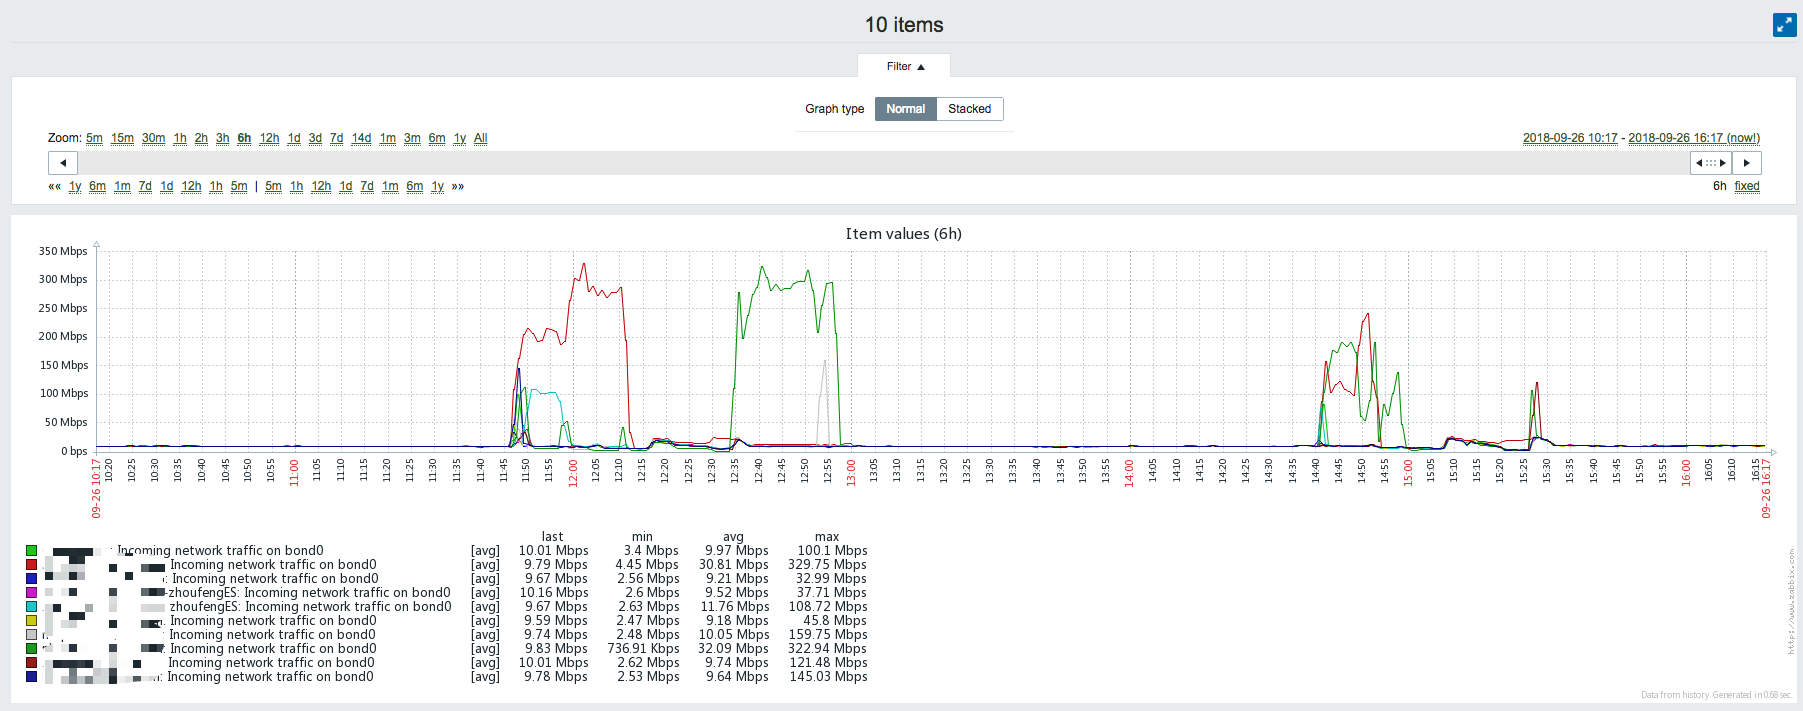 10 items
Filter ▲
Graph type Normal Stacked
Zoom: 5m 15m 30m 1h 2h 3h 6h 12h 1d 3d 7d 14d 1m 3m 6m 1y All
2018-09-26 10:17 - 2018-09-26 16:17 (now!)
«« 1y 6m 1m 7d 1d 12h 1h 5m | 5m 1h 12h 1d 7d 1m 6m 1y »»
6h fixed
Item values (6h)
350 Mbps
300 Mbps
250 Mbps
200 Mbps
150 Mbps
100 Mbps
50 Mbps
0 bps
09-26 10:17 10:20 10:25 10:30 10:35 10:40 10:45 10:50 10:55 11:00 11:05 11:10 11:15 11:20 11:25 11:30 11:35 11:40 11:45 11:50 11:55 12:00 12:05 12:10 12:15 12:20 12:25 12:30 12:35 12:40 12:45 12:50 12:55 13:00 13:05 13:10 13:15 13:20 13:25 13:30 13:35 13:40 13:45 13:50 13:55 14:00 14:05 14:10 14:15 14:20 14:25 14:30 14:35 14:40 14:45 14:50 14:55 15:00 15:05 15:10 15:15 15:20 15:25 15:30 15:35 15:40 15:45 15:50 15:55 16:00 16:05 16:10 16:15 09-26 16:17
last min avg max
: Incoming network traffic on bond0 [avg] 10.01 Mbps 3.4 Mbps 9.97 Mbps 100.1 Mbps
Incoming network traffic on bond0 [avg] 9.79 Mbps 4.45 Mbps 30.81 Mbps 329.75 Mbps
: Incoming network traffic on bond0 [avg] 9.67 Mbps 2.56 Mbps 9.21 Mbps 32.99 Mbps
-zhoufengES: Incoming network traffic on bond0 [avg] 10.16 Mbps 2.6 Mbps 9.52 Mbps 37.71 Mbps
zhoufengES: Incoming network traffic on bond0 [avg] 9.67 Mbps 2.63 Mbps 11.76 Mbps 108.72 Mbps
: Incoming network traffic on bond0 [avg] 9.59 Mbps 2.47 Mbps 9.18 Mbps 45.8 Mbps
: Incoming network traffic on bond0 [avg] 9.74 Mbps 2.48 Mbps 10.05 Mbps 159.75 Mbps
: Incoming network traffic on bond0 [avg] 9.83 Mbps 736.91 Kbps 32.09 Mbps 322.94 Mbps
Incoming network traffic on bond0 [avg] 10.01 Mbps 2.62 Mbps 9.74 Mbps 121.48 Mbps
: Incoming network traffic on bond0 [avg] 9.78 Mbps 2.53 Mbps 9.64 Mbps 145.03 Mbps
http://www.zabbix.com
Data from history. Generated in 0.68 sec.